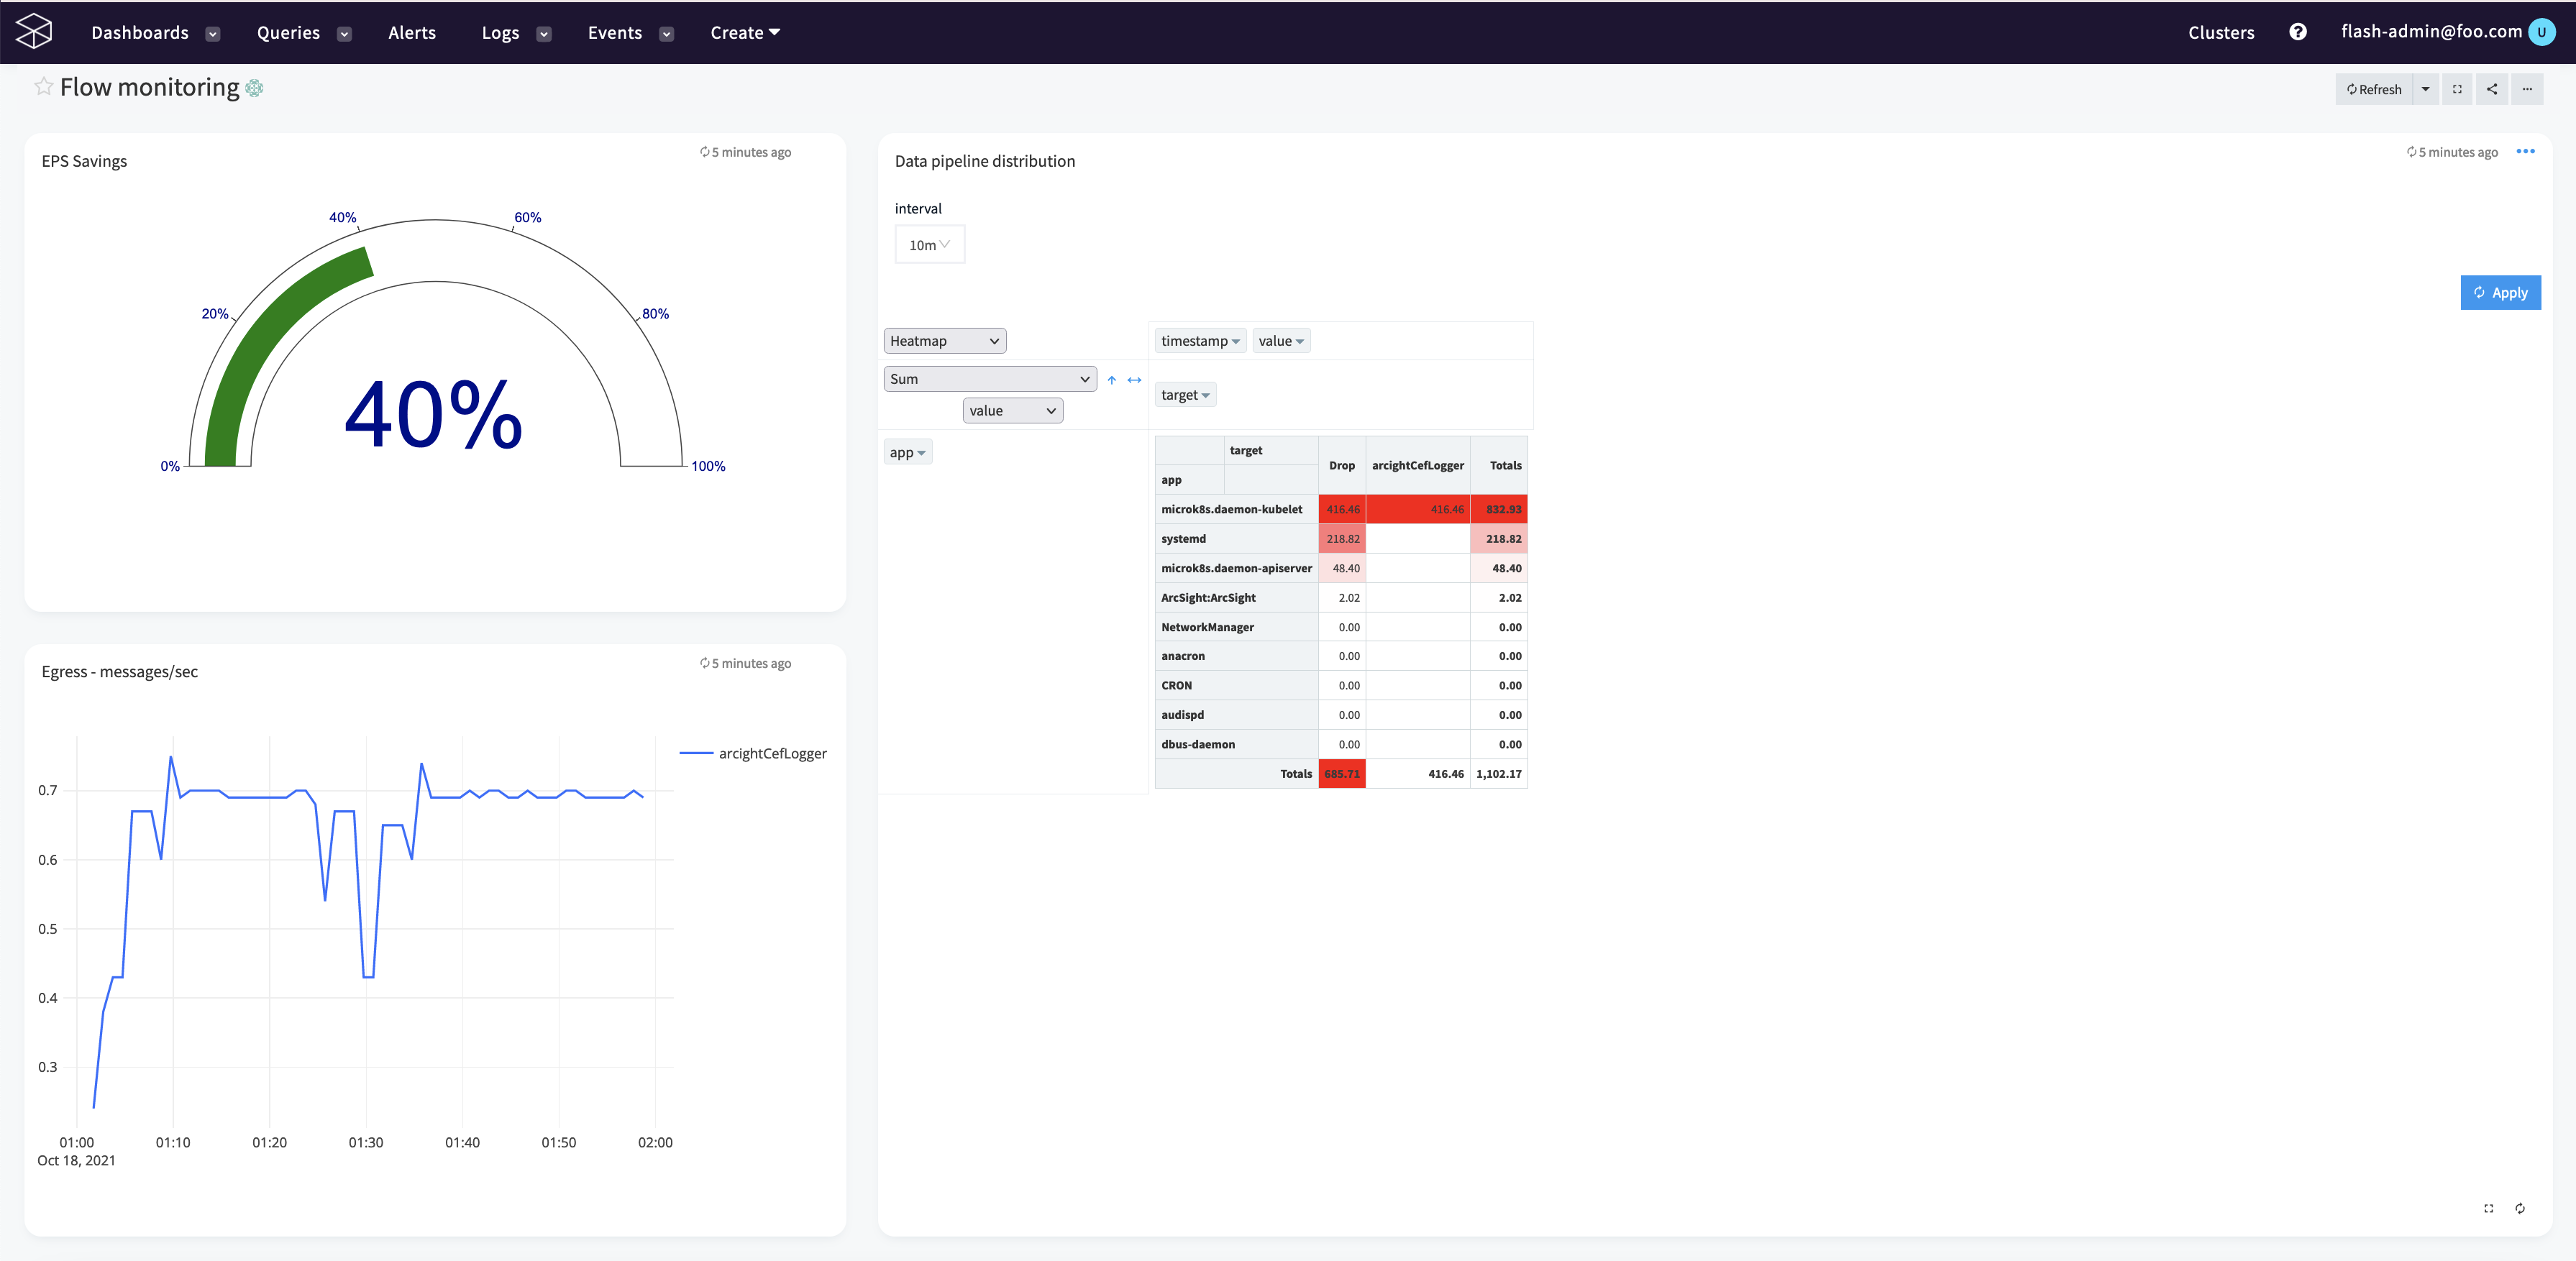 Dashboards Queries Alerts Logs Events Create Clusters flash-admin@foo.com U
Flow monitoring
Refresh
EPS Savings
5 minutes ago
0%
20%
40%
60%
80%
100%
40%
Egress - messages/sec
5 minutes ago
arcightCefLogger
0.7
0.6
0.5
0.4
0.3
01:00 01:10 01:20 01:30 01:40 01:50 02:00
Oct 18, 2021
Data pipeline distribution
5 minutes ago
interval
10m
Apply
Heatmap
timestamp value
Sum
value
target
app
target Drop arcightCefLogger Totals
app
microk8s.daemon-kubelet 416.46 416.46 832.93
systemd 218.82 218.82
microk8s.daemon-apiserver 48.40 48.40
ArcSight:ArcSight 2.02 2.02
NetworkManager 0.00 0.00
anacron 0.00 0.00
CRON 0.00 0.00
audispd 0.00 0.00
dbus-daemon 0.00 0.00
Totals 685.71 416.46 1,102.17